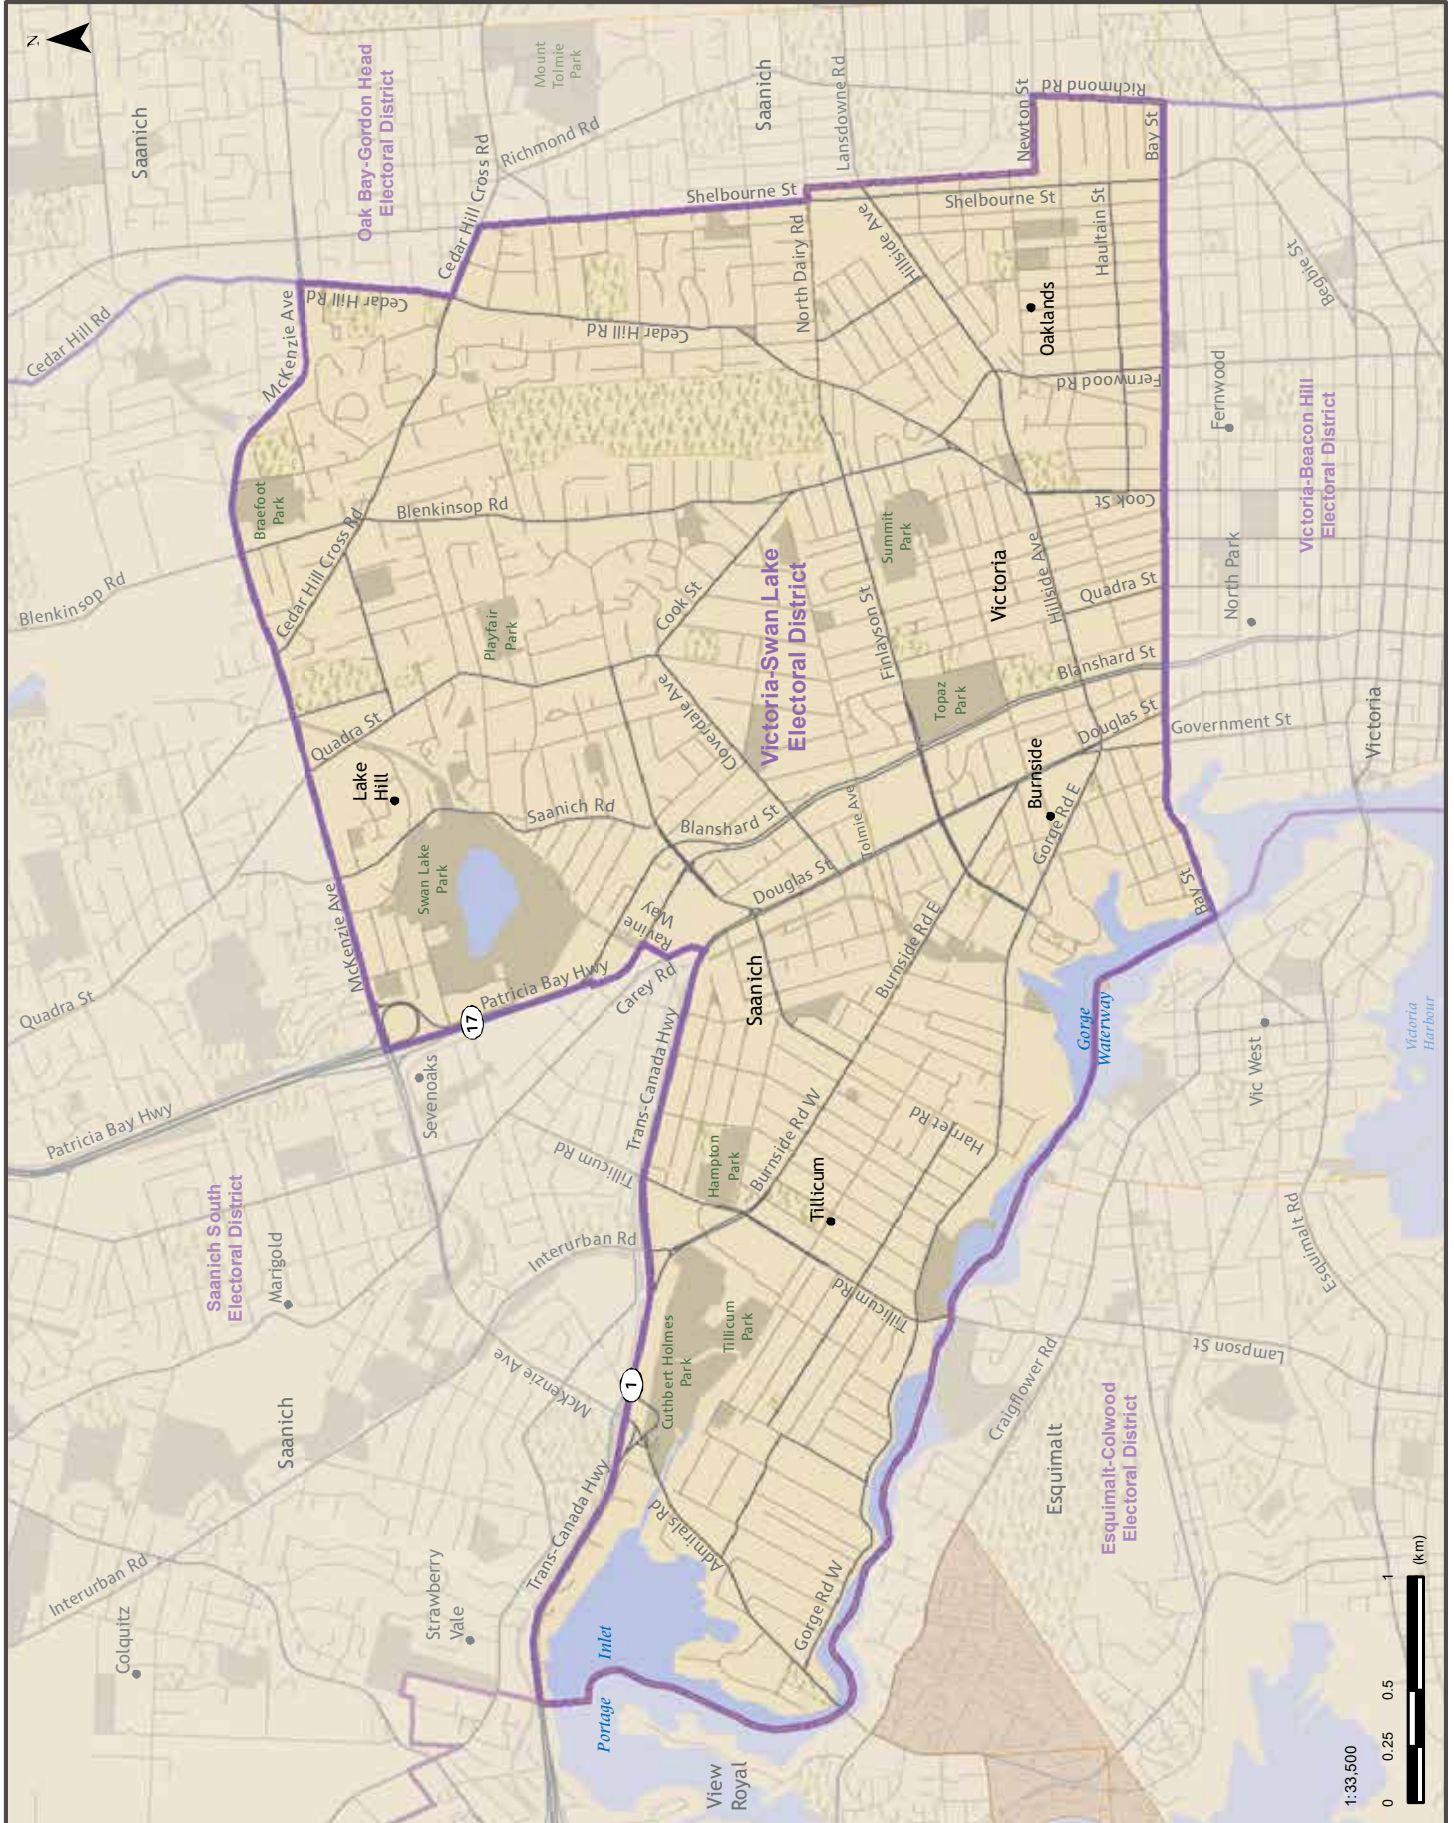 N
Colquitz
Interurban Rd
Quadra St
Patricia Bay Hwy
Blenkinsop Rd
Cedar Hill Rd
Saanich
Saanich South
Electoral District
Marigold
Saanich
Oak Bay-Gordon Head
Electoral District
Strawberry
Vale
Sevenoaks
McKenzie Ave
McKenzie Ave
McKenzie Ave
Lake
Hill
Quadra St
Cedar Hill Cross Rd
Braefoot
Park
Cedar Hill Rd
Cedar Hill Cross Rd
Richmond Rd
Mount
Tolmie
Park
Swan Lake
Park
17
Patricia Bay Hwy
Blenkinsop Rd
Playfair
Park
Trans-Canada Hwy
McKenzie Ave
Interurban Rd
Tillicum Rd
Carey Rd
Ravine
Way
Saanich Rd
Portage
Inlet
1
Trans-Canada Hwy
Cuthbert Holmes
Park
Admirals Rd
Tillicum
Park
Hampton
Park
Cedar Hill Rd
Shelbourne St
Cook St
Cloverdale Ave
Blanshard St
View
Royal
Saanich
Saanich
Douglas St
Victoria-Swan Lake
Electoral District
North Dairy Rd
Lansdowne Rd
Gorge Rd W
Tillicum
Burnside Rd W
Tillicum Rd
Tolmie Ave
Finlayson St
Hillside Ave
Burnside Rd E
Harriet Rd
Summit
Park
Topaz
Park
Shelbourne St
Craigflower Rd
Victoria
Oaklands
Newton St
Richmond Rd
Burnside
Gorge Rd E
Hillside Ave
Fernwood Rd
Haultain St
Esquimalt
Gorge
Waterway
Douglas St
Blanshard St
Quadra St
Cook St
Bay St
Esquimalt-Colwood
Electoral District
Bay St
Government St
Lampson St
Vic West
North Park
Fernwood
Begbie St
Esquimalt Rd
Victoria-Beacon Hill
Electoral District
Victoria
Victoria
Harbour
1:33,500
0 0.25 0.5 1
(km)